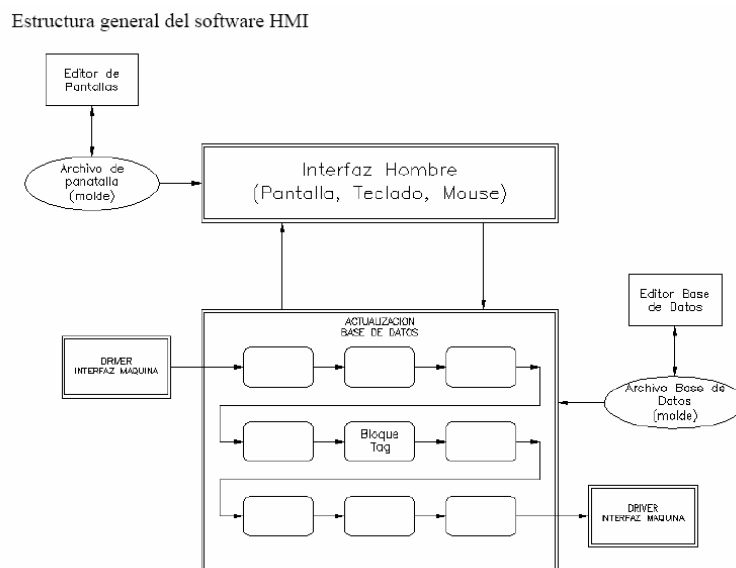 Estructura general del software HMI
Editor de
Pantallas
Archivo de
panatalla
(molde)
Interfaz Hombre
(Pantalla, Teclado, Mouse)
Editor Base
de Datos
ACTUALIZACION
BASE DE DATOS
DRIVER
INTERFAZ MAQUINA
Archivo Base de
Datos
(molde)
Bloque
Tag
DRIVER
INTERFAZ MAQUINA